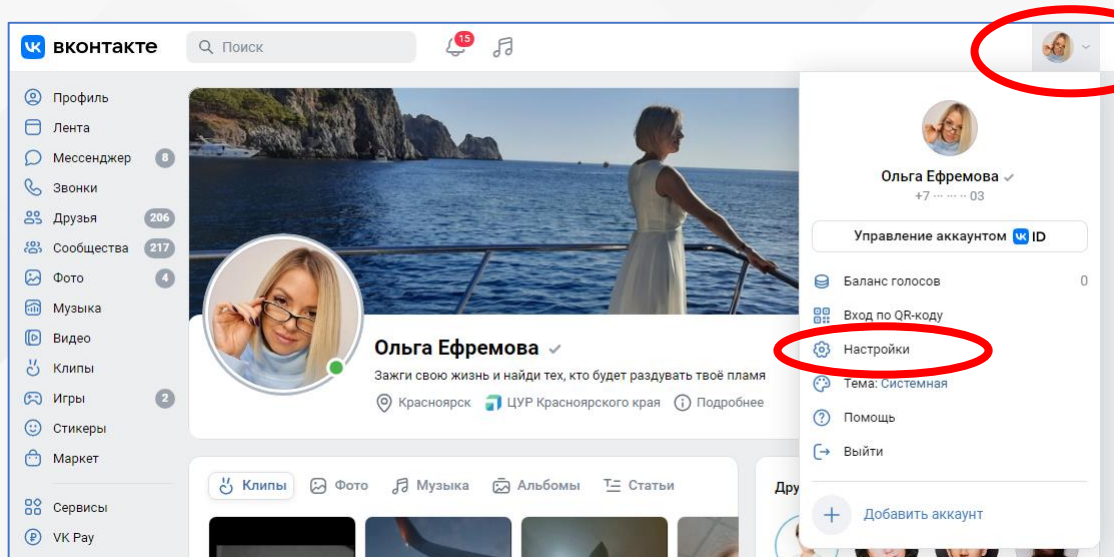 вконтакте
Поиск
15
Профиль
Лента
Мессенджер 8
Звонки
Друзья 206
Сообщества 217
Фото 4
Музыка
Видео
Клипы
Игры 2
Стикеры
Маркет
Сервисы
VK Pay
Ольга Ефремова
Зажги свою жизнь и найди тех, кто будет раздувать твоё пламя
Красноярск ЦУР Красноярского края Подробнее
Клипы Фото Музыка Альбомы Статьи
Дру
Ольга Ефремова
+7 ··· ··· ·· 03
Управление аккаунтом VK ID
Баланс голосов 0
Вход по QR-коду
Настройки
Тема: Системная
Помощь
Выйти
Добавить аккаунт